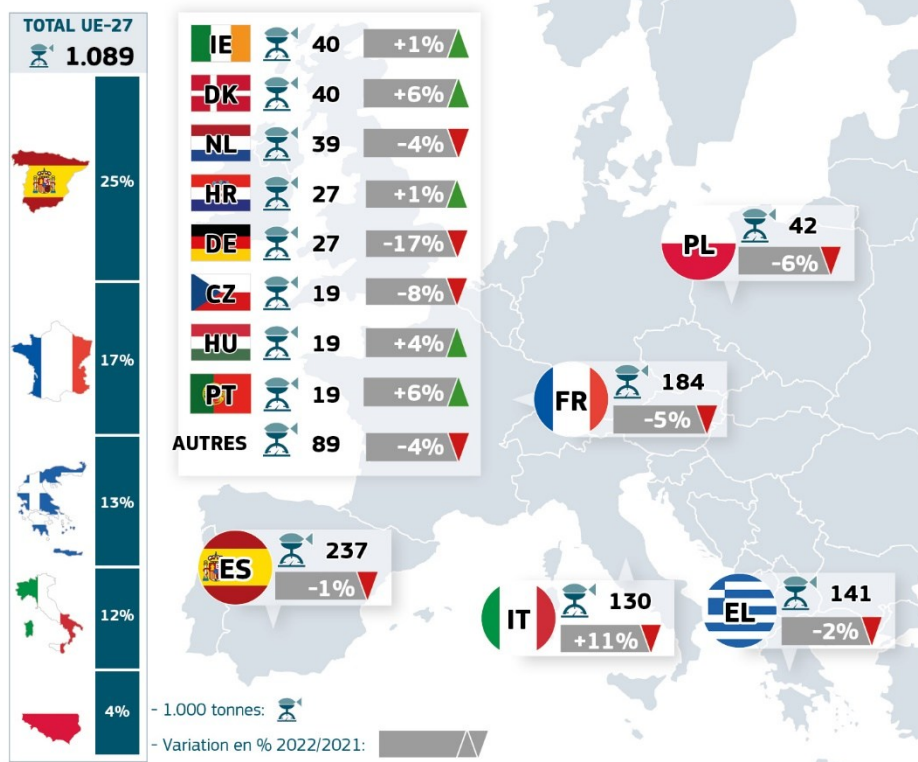 TOTAL UE-27
1.089
25%
17%
13%
12%
4%
IE 40 +1%
DK 40 +6%
NL 39 -4%
HR 27 +1%
DE 27 -17%
CZ 19 -8%
HU 19 +4%
PT 19 +6%
AUTRES 89 -4%
PL 42
-6%
FR 184
-5%
ES 237
-1%
IT 130
+11%
EL 141
-2%
- 1.000 tonnes:
- Variation en % 2022/2021: